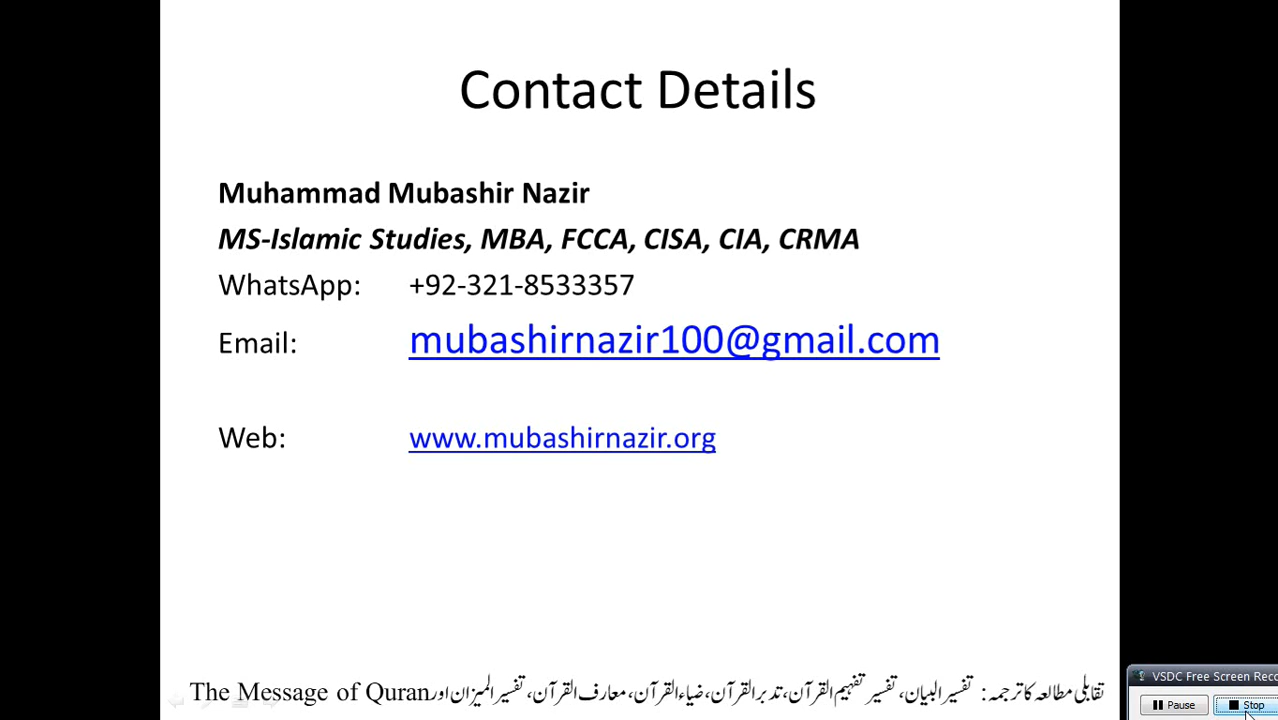 Contact Details
Muhammad Mubashir Nazir
MS-Islamic Studies, MBA, FCCA, CISA, CIA, CRMA
WhatsApp: +92-321-8533357
Email: mubashirnazir100@gmail.com
Web: www.mubashirnazir.org
تقابلی مطالعہ کا ترجمہ: تفسیر البیان، تفسیر تفہیم القرآن، تدبر القرآن، ضیاء القرآن، معارف القرآن، تفسیر المیزان اور The Message of Quran
VSDC Free Screen Reco
Pause Stop